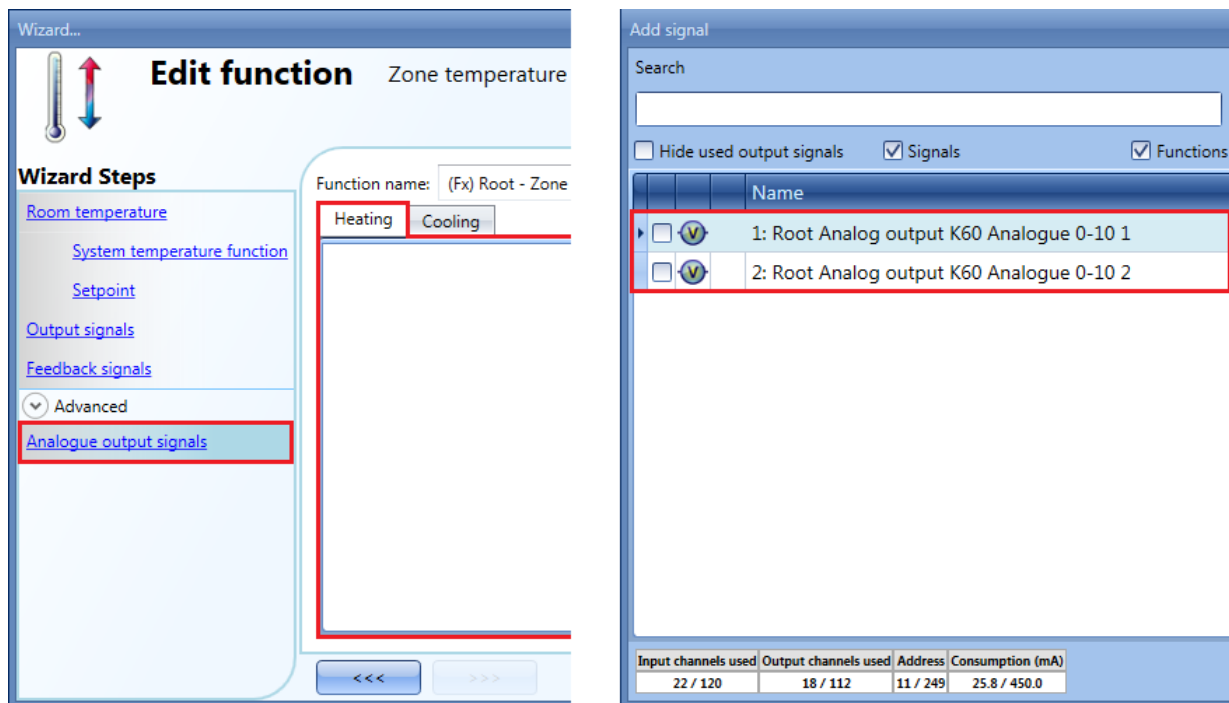 Wizard...
Edit function Zone temperature
Wizard Steps
Room temperature
System temperature function
Setpoint
Output signals
Feedback signals
Advanced
Analogue output signals
Function name: (Fx) Root - Zone
Heating Cooling
<<< >>>
Add signal
Search
Hide used output signals Signals Functions
Name
V 1: Root Analog output K60 Analogue 0-10 1
V 2: Root Analog output K60 Analogue 0-10 2
Input channels used Output channels used Address Consumption (mA)
22 / 120 18 / 112 11 / 249 25.8 / 450.0